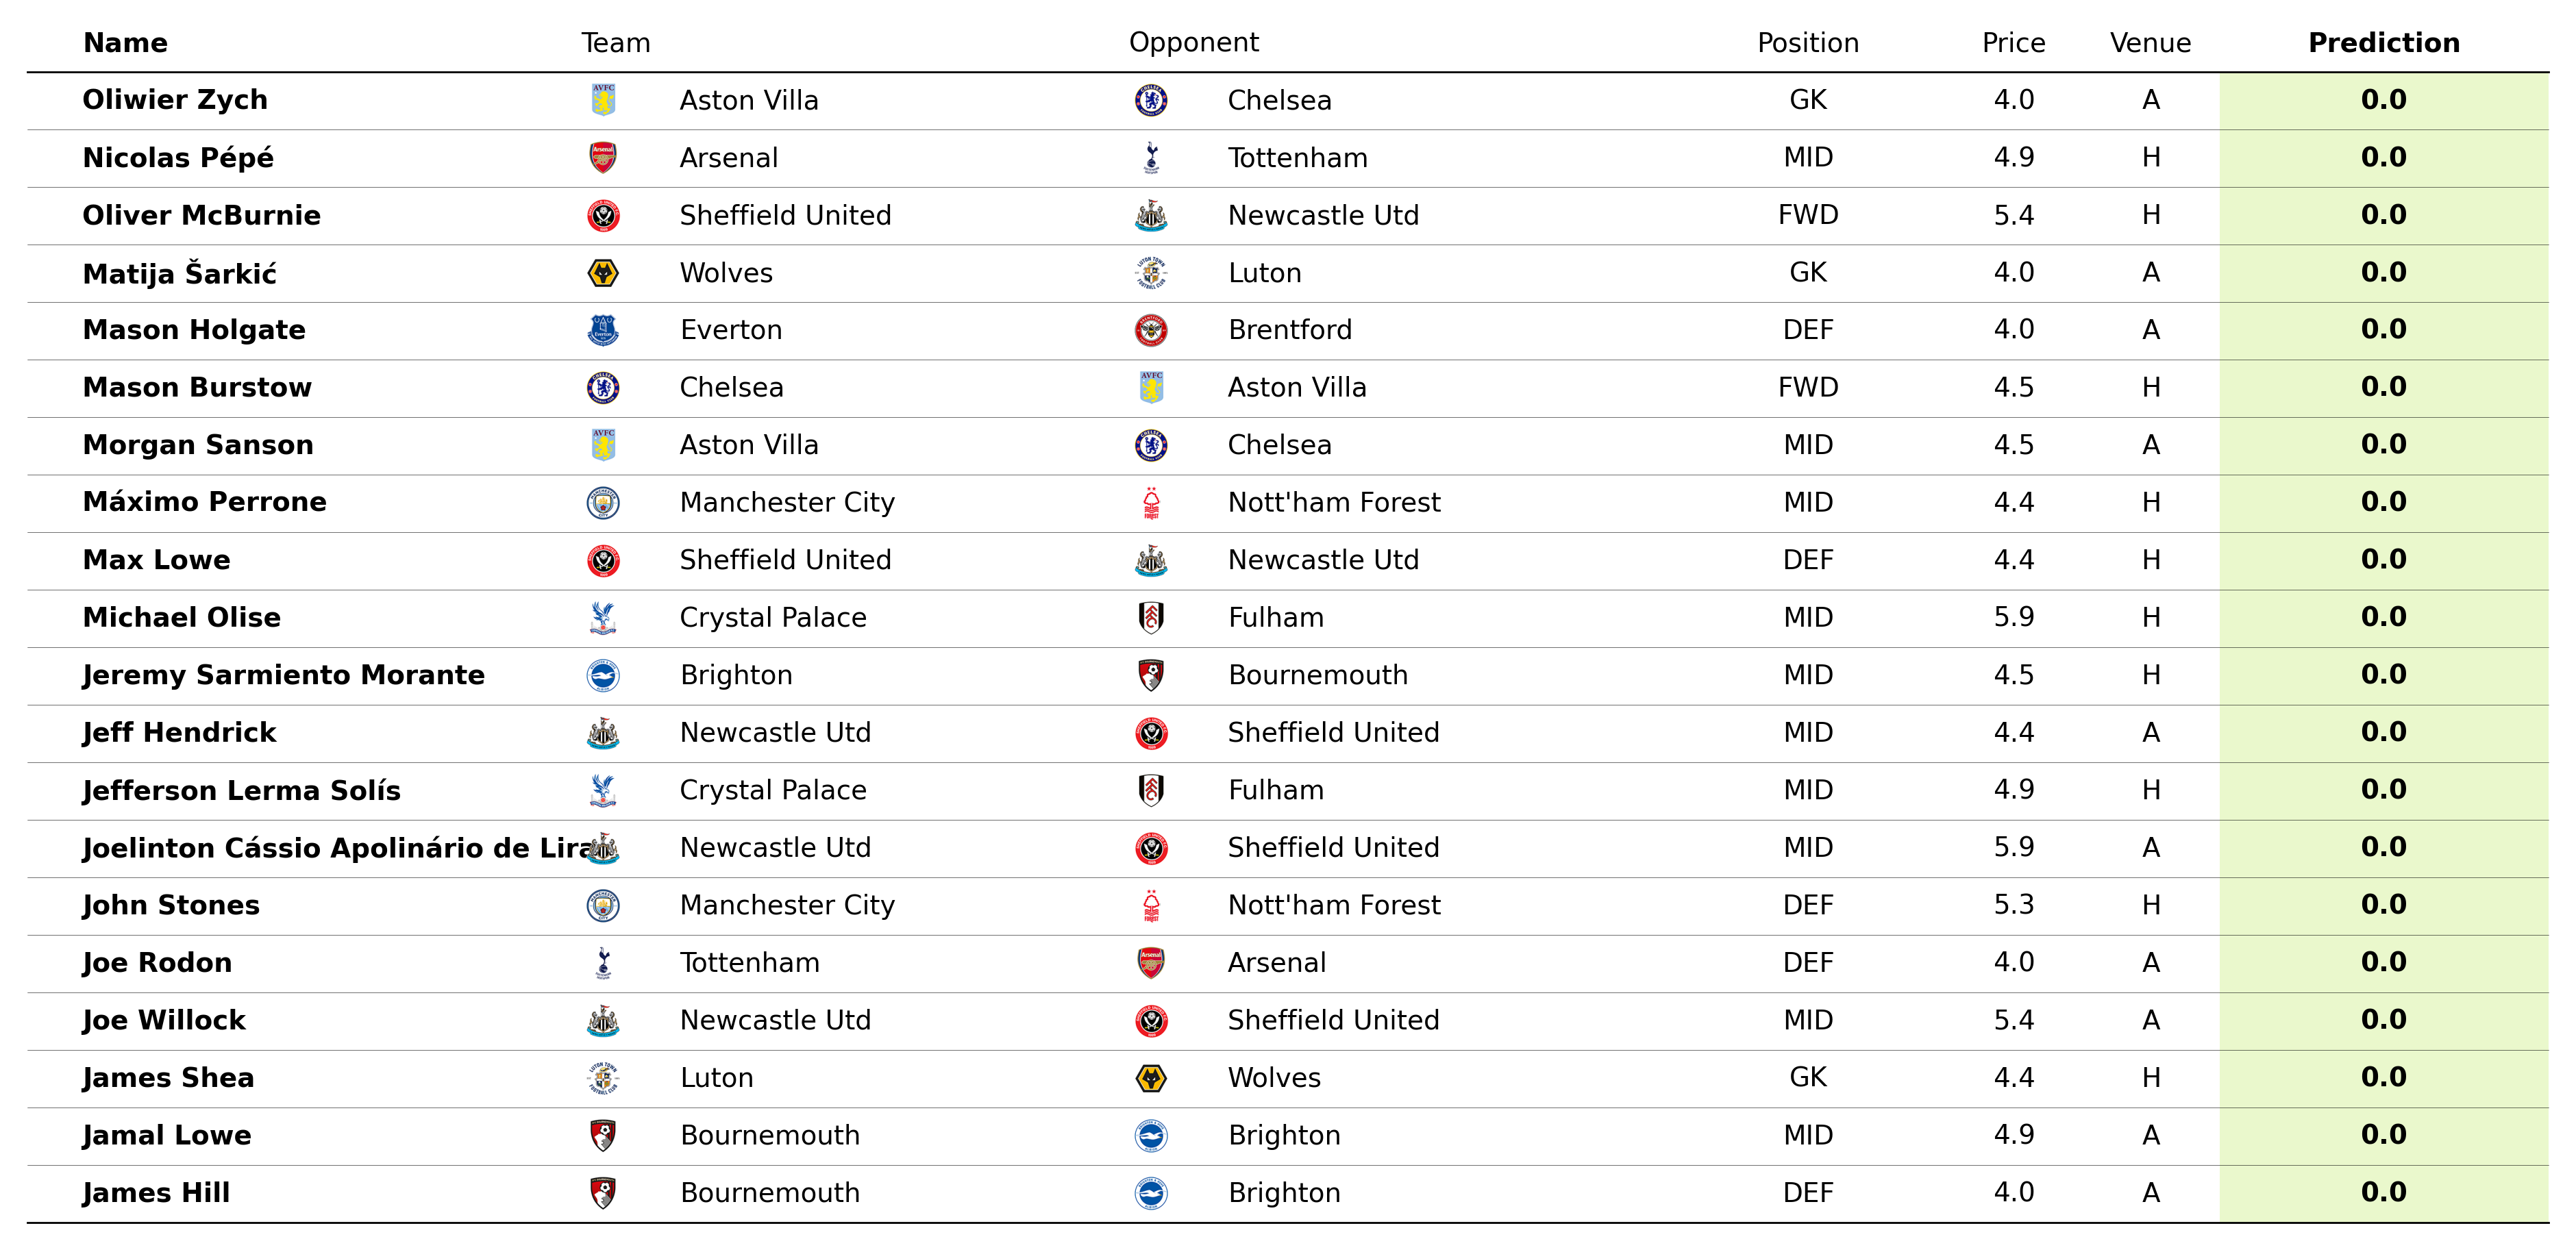 Name Team Opponent Position Price Venue Prediction
Oliwier Zych Aston Villa Chelsea GK 4.0 A 0.0
Nicolas Pépé Arsenal Tottenham MID 4.9 H 0.0
Oliver McBurnie Sheffield United Newcastle Utd FWD 5.4 H 0.0
Matija Šarkić Wolves Luton GK 4.0 A 0.0
Mason Holgate Everton Brentford DEF 4.0 A 0.0
Mason Burstow Chelsea Aston Villa FWD 4.5 H 0.0
Morgan Sanson Aston Villa Chelsea MID 4.5 A 0.0
Máximo Perrone Manchester City Nott'ham Forest MID 4.4 H 0.0
Max Lowe Sheffield United Newcastle Utd DEF 4.4 H 0.0
Michael Olise Crystal Palace Fulham MID 5.9 H 0.0
Jeremy Sarmiento Morante Brighton Bournemouth MID 4.5 H 0.0
Jeff Hendrick Newcastle Utd Sheffield United MID 4.4 A 0.0
Jefferson Lerma Solís Crystal Palace Fulham MID 4.9 H 0.0
Joelinton Cássio Apolinário de Lira Newcastle Utd Sheffield United MID 5.9 A 0.0
John Stones Manchester City Nott'ham Forest DEF 5.3 H 0.0
Joe Rodon Tottenham Arsenal DEF 4.0 A 0.0
Joe Willock Newcastle Utd Sheffield United MID 5.4 A 0.0
James Shea Luton Wolves GK 4.4 H 0.0
Jamal Lowe Bournemouth Brighton MID 4.9 A 0.0
James Hill Bournemouth Brighton DEF 4.0 A 0.0